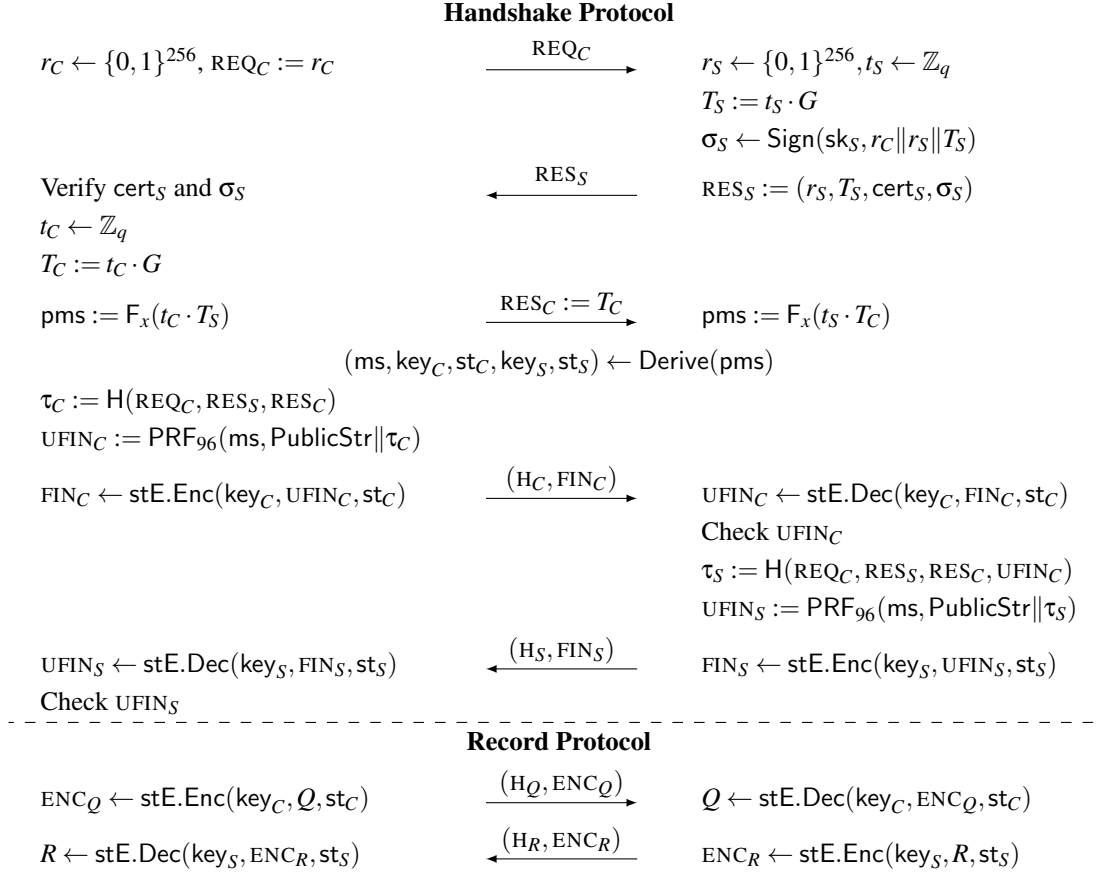 Handshake Protocol
r_C ← {0,1}^{256}, REQ_C := r_C    REQ_C    r_S ← {0,1}^{256}, t_S ← ℤ_q
T_S := t_S · G
σ_S ← Sign(sk_S, r_C‖r_S‖T_S)
Verify cert_S and σ_S    RES_S    RES_S := (r_S, T_S, cert_S, σ_S)
t_C ← ℤ_q
T_C := t_C · G
pms := F_x(t_C · T_S)    RES_C := T_C    pms := F_x(t_S · T_C)
(ms, key_C, st_C, key_S, st_S) ← Derive(pms)
τ_C := H(REQ_C, RES_S, RES_C)
UFIN_C := PRF_96(ms, PublicStr‖τ_C)
FIN_C ← stE.Enc(key_C, UFIN_C, st_C)    (H_C, FIN_C)    UFIN_C ← stE.Dec(key_C, FIN_C, st_C)
Check UFIN_C
τ_S := H(REQ_C, RES_S, RES_C, UFIN_C)
UFIN_S := PRF_96(ms, PublicStr‖τ_S)
UFIN_S ← stE.Dec(key_S, FIN_S, st_S)    (H_S, FIN_S)    FIN_S ← stE.Enc(key_S, UFIN_S, st_S)
Check UFIN_S
Record Protocol
ENC_Q ← stE.Enc(key_C, Q, st_C)    (H_Q, ENC_Q)    Q ← stE.Dec(key_C, ENC_Q, st_C)
R ← stE.Dec(key_S, ENC_R, st_S)    (H_R, ENC_R)    ENC_R ← stE.Enc(key_S, R, st_S)